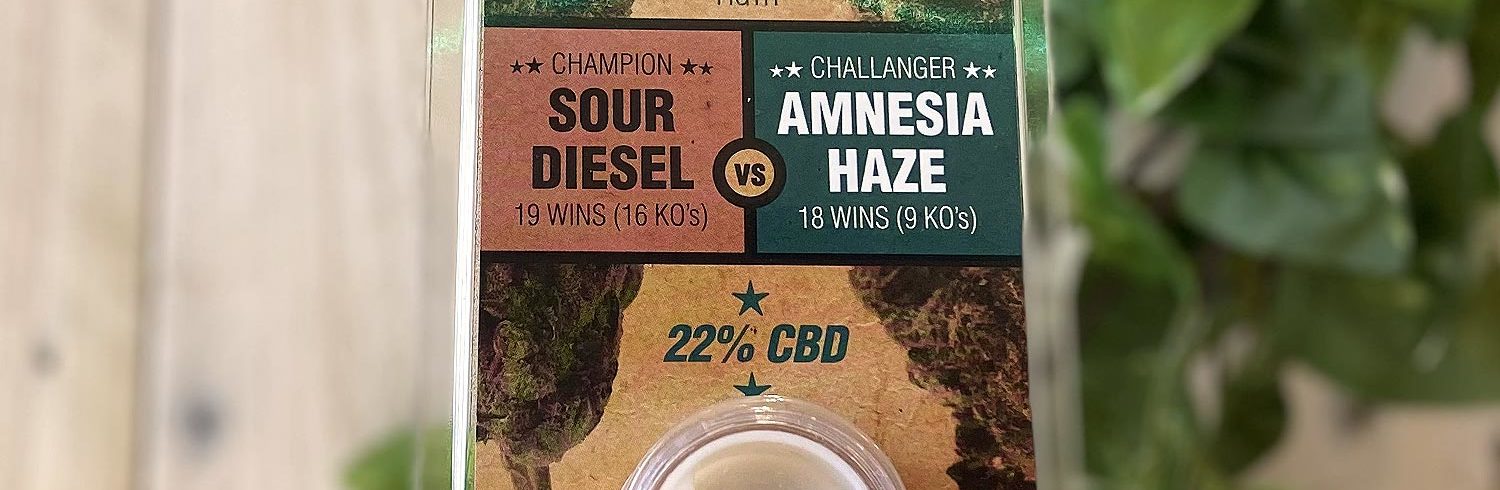 ★★ CHAMPION ★★
SOUR
DIESEL
19 WINS (16 KO's)
VS
★★ CHALLANGER ★★
AMNESIA
HAZE
18 WINS (9 KO's)
22% CBD